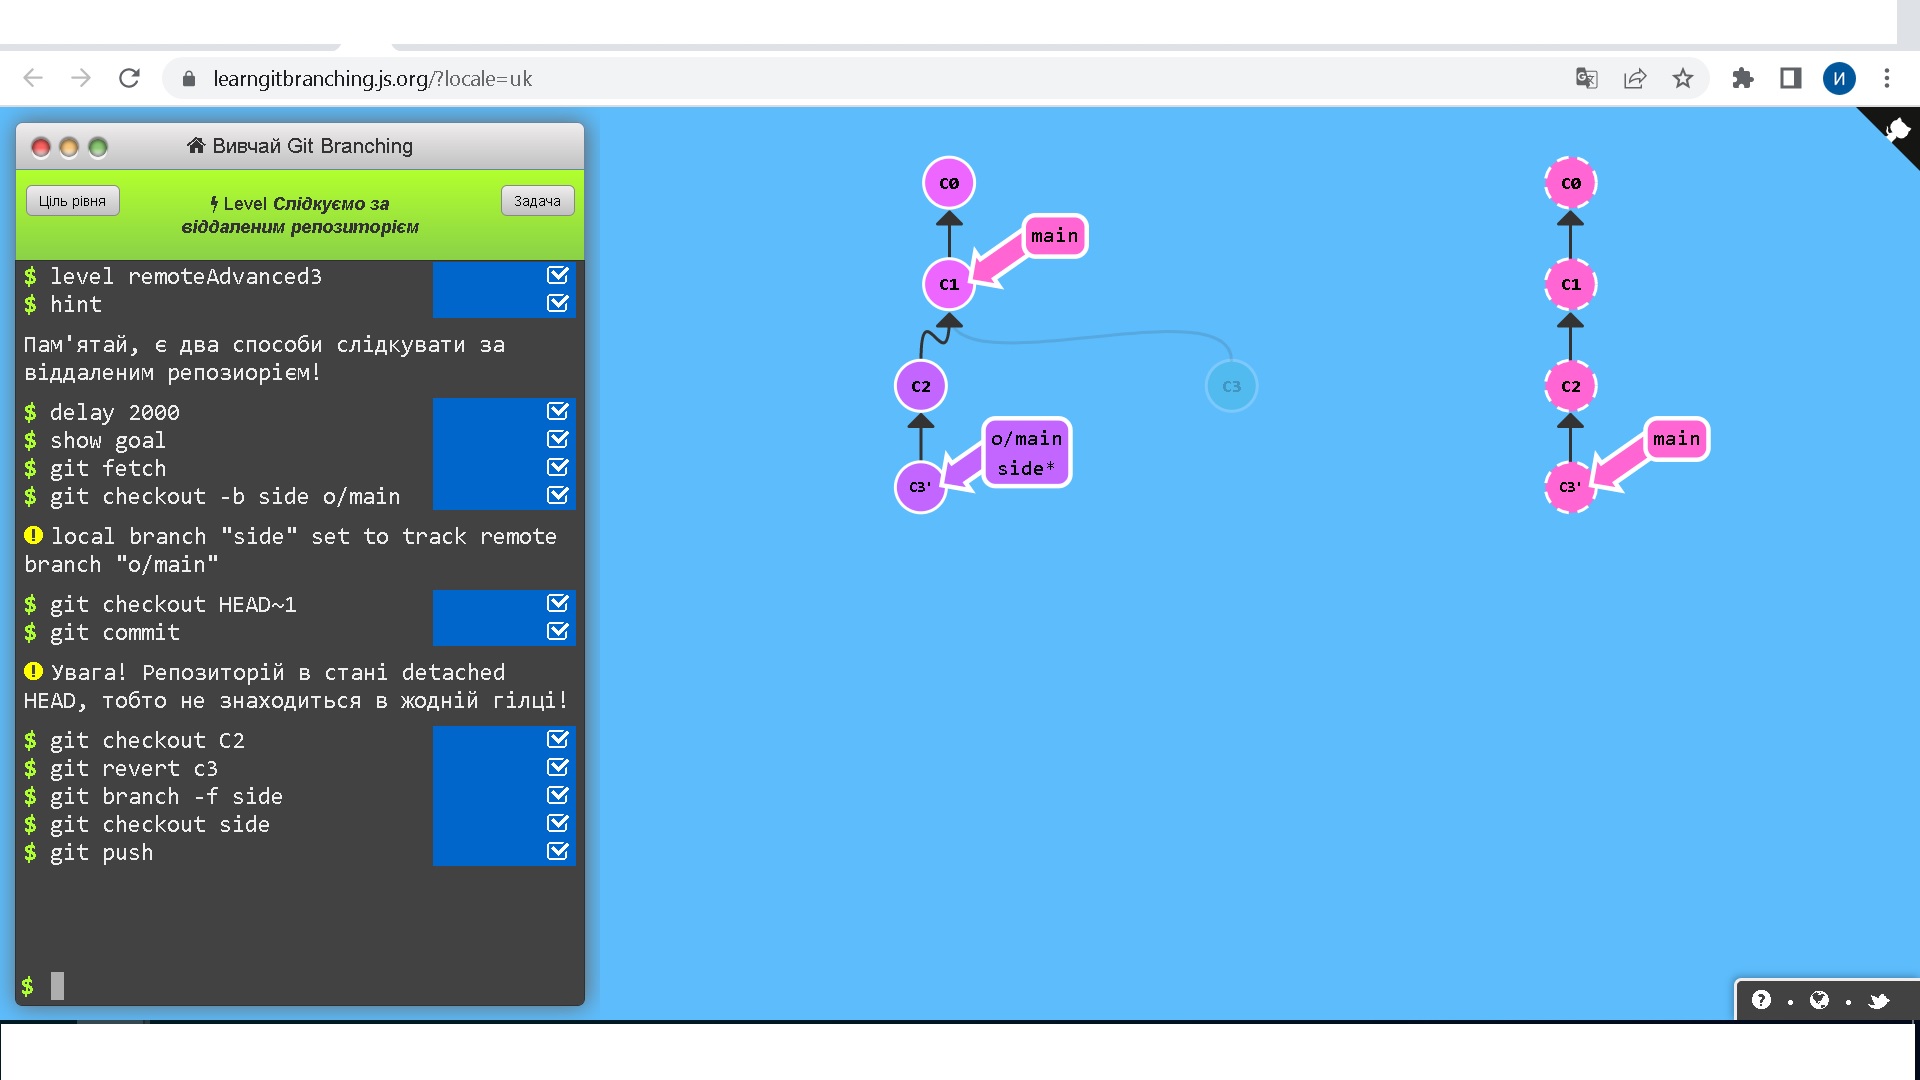 learngitbranching.js.org/?locale=uk
И
Вивчай Git Branching
Ціль рівня
Level Слідкуємо за
віддаленим репозиторієм
Задача
$ level remoteAdvanced3
$ hint
Пам'ятай, є два способи слідкувати за
віддаленим репозиорієм!
$ delay 2000
$ show goal
$ git fetch
$ git checkout -b side o/main
local branch "side" set to track remote
branch "o/main"
$ git checkout HEAD~1
$ git commit
Увага! Репозиторій в стані detached
HEAD, тобто не знаходиться в жодній гілці!
$ git checkout C2
$ git revert c3
$ git branch -f side
$ git checkout side
$ git push
$
C0
main
C1
C2
C3
o/main
side*
C3'
C0
C1
C2
main
C3'